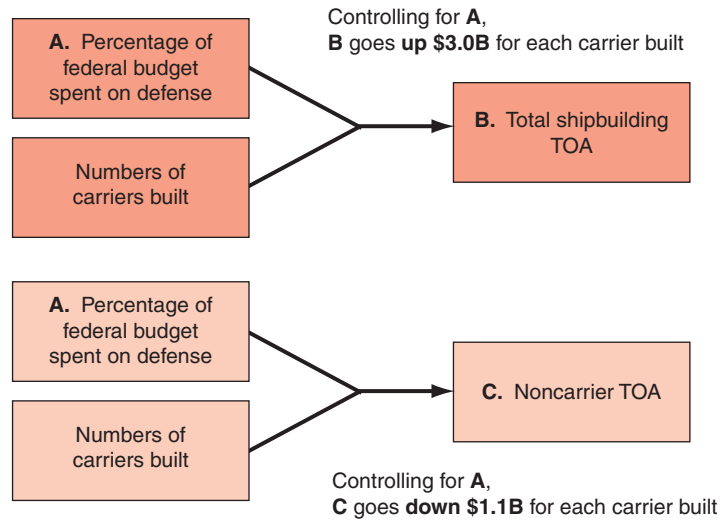 A. Percentage of
federal budget
spent on defense
Numbers of
carriers built
Controlling for A,
B goes up $3.0B for each carrier built
B. Total shipbuilding
TOA
A. Percentage of
federal budget
spent on defense
Numbers of
carriers built
C. Noncarrier TOA
Controlling for A,
C goes down $1.1B for each carrier built